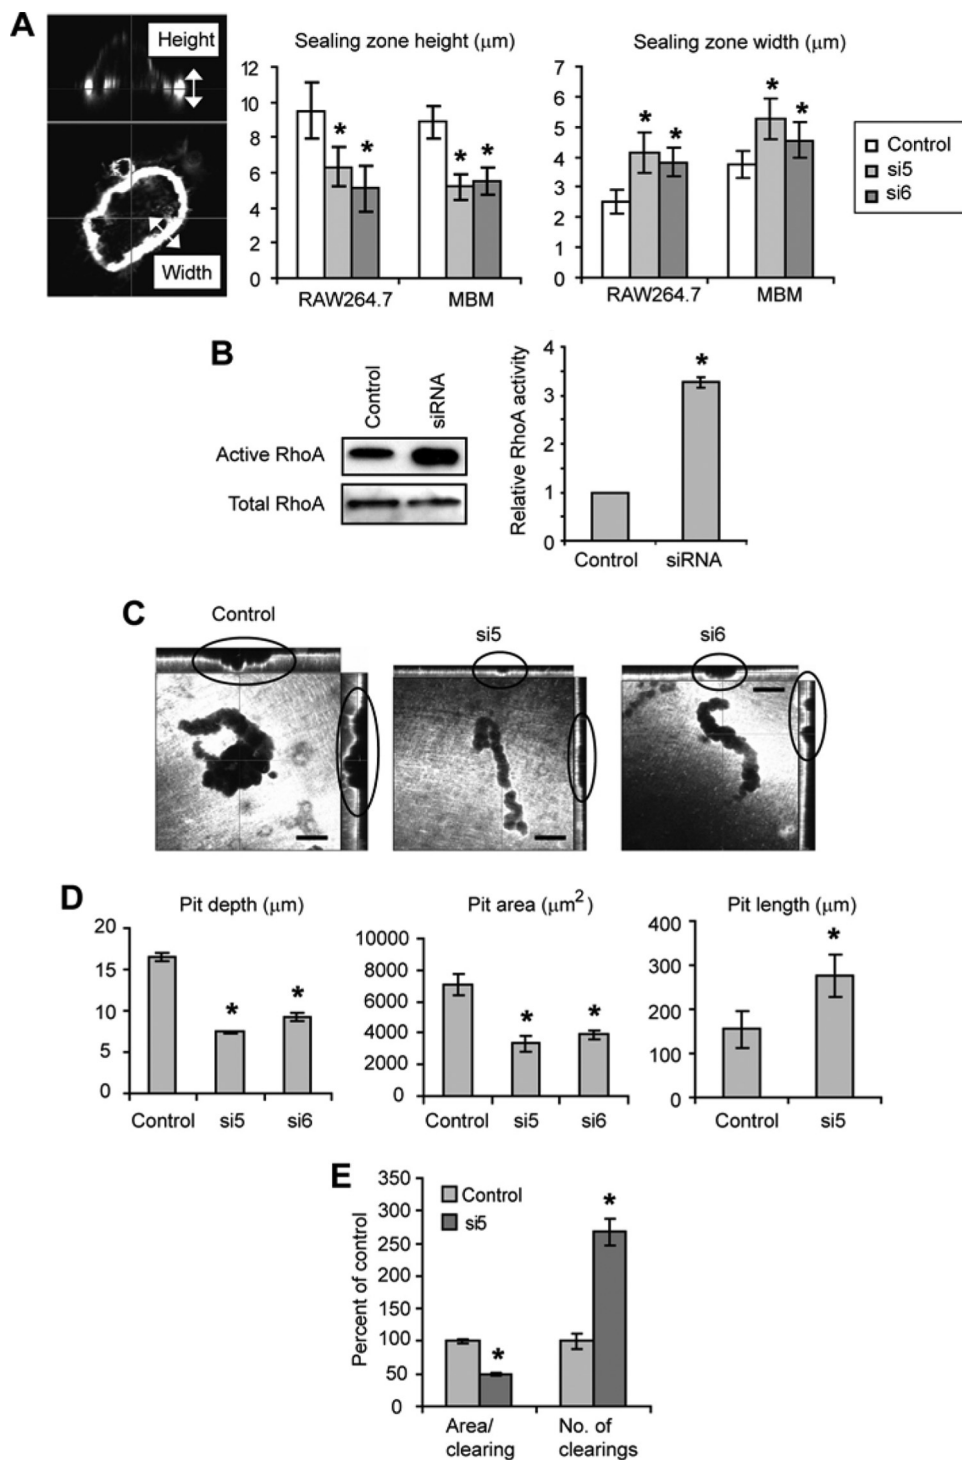 A
Height
Width
Sealing zone height (μm)
12
10
8
6
4
2
0
* * * *
RAW264.7 MBM
Sealing zone width (μm)
7
6
5
4
3
2
1
0
* * * *
RAW264.7 MBM
Control
si5
si6
B
Control
siRNA
Active RhoA
Total RhoA
Relative RhoA activity
4
3
2
1
0
*
Control siRNA
C
Control
si5
si6
D
Pit depth (μm)
20
15
10
5
0
* *
Control si5 si6
Pit area (μm²)
10000
8000
6000
4000
2000
0
* *
Control si5 si6
Pit length (μm)
400
300
200
100
0
*
Control si5
E
Percent of control
350
300
250
200
150
100
50
0
Control
si5
* *
Area/
clearing
No. of
clearings